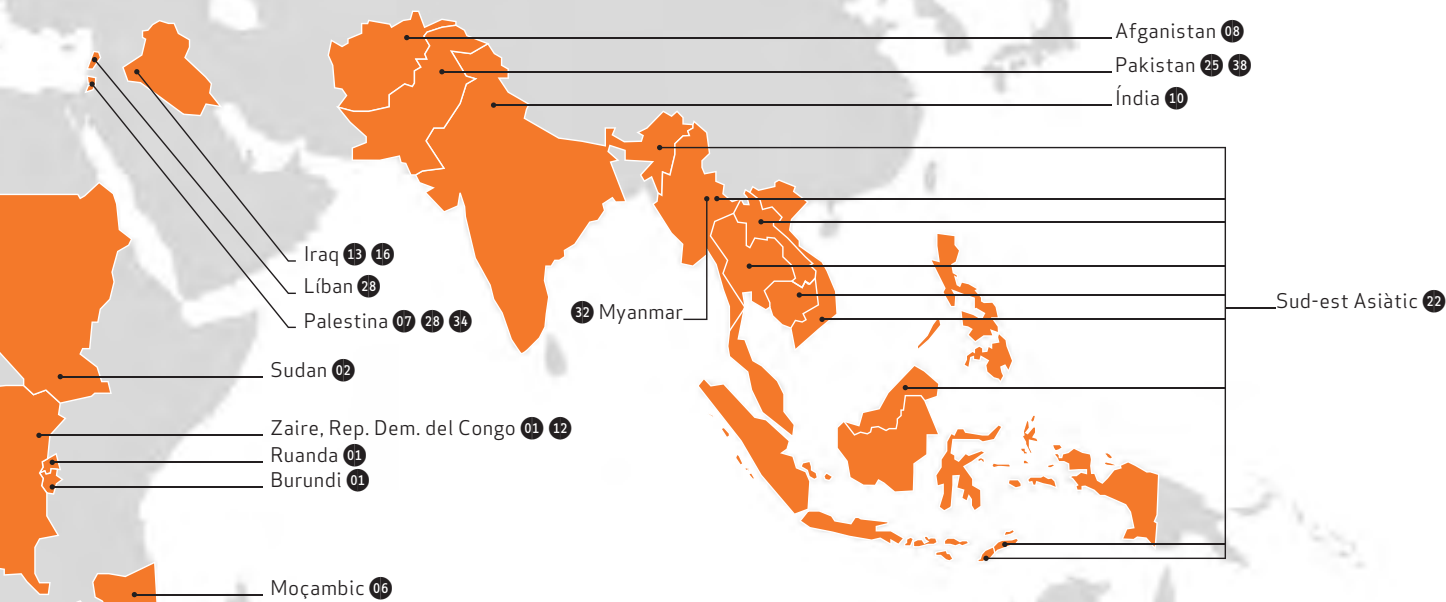 Afganistan 08
Pakistan 25 38
Índia 10
Iraq 13 16
Líban 28
Palestina 07 28 34
32 Myanmar
Sud-est Asiàtic 22
Sudan 02
Zaire, Rep. Dem. del Congo 01 12
Ruanda 01
Burundi 01
Moçambic 06